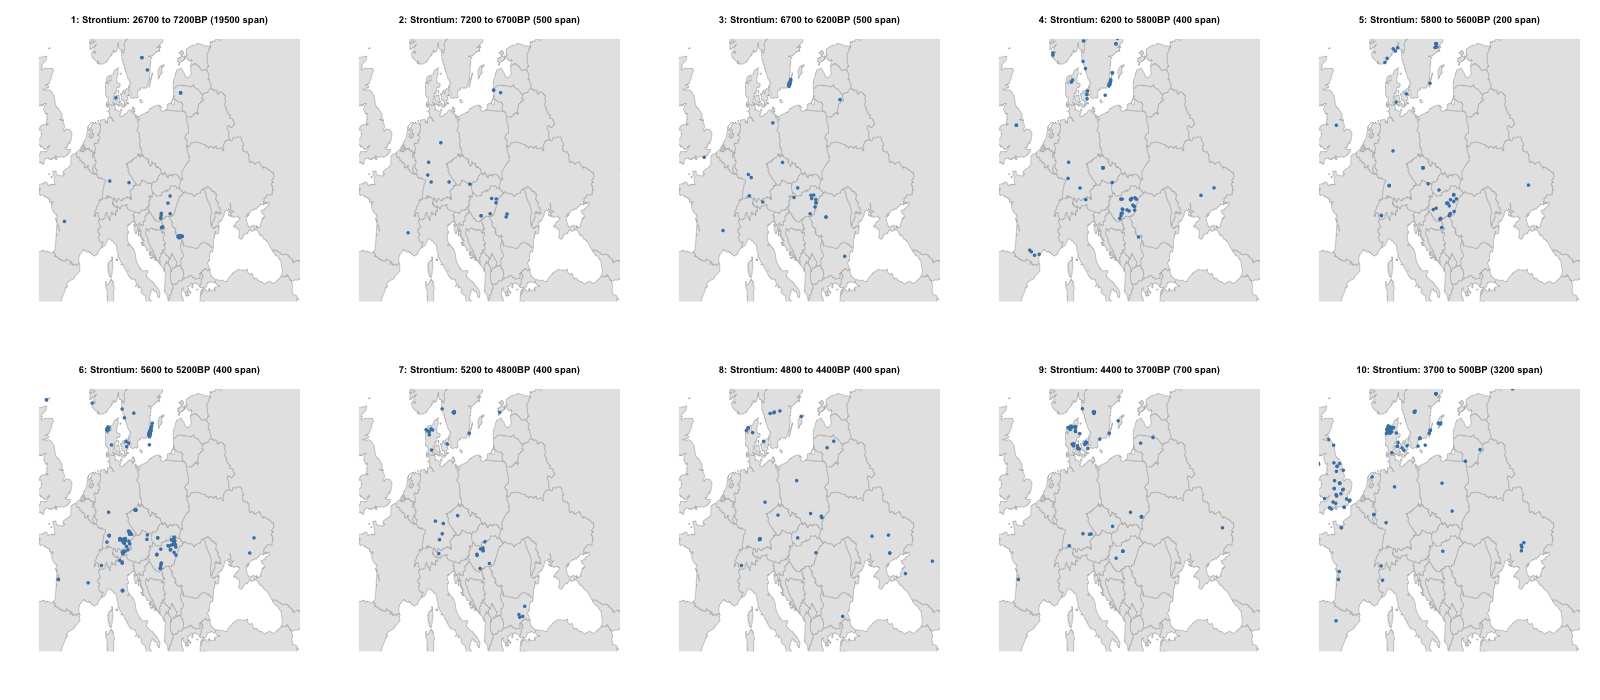 1: Strontium: 26700 to 7200BP (19500 span)
2: Strontium: 7200 to 6700BP (500 span)
3: Strontium: 6700 to 6200BP (500 span)
4: Strontium: 6200 to 5800BP (400 span)
5: Strontium: 5800 to 5600BP (200 span)
6: Strontium: 5600 to 5200BP (400 span)
7: Strontium: 5200 to 4800BP (400 span)
8: Strontium: 4800 to 4400BP (400 span)
9: Strontium: 4400 to 3700BP (700 span)
10: Strontium: 3700 to 500BP (3200 span)